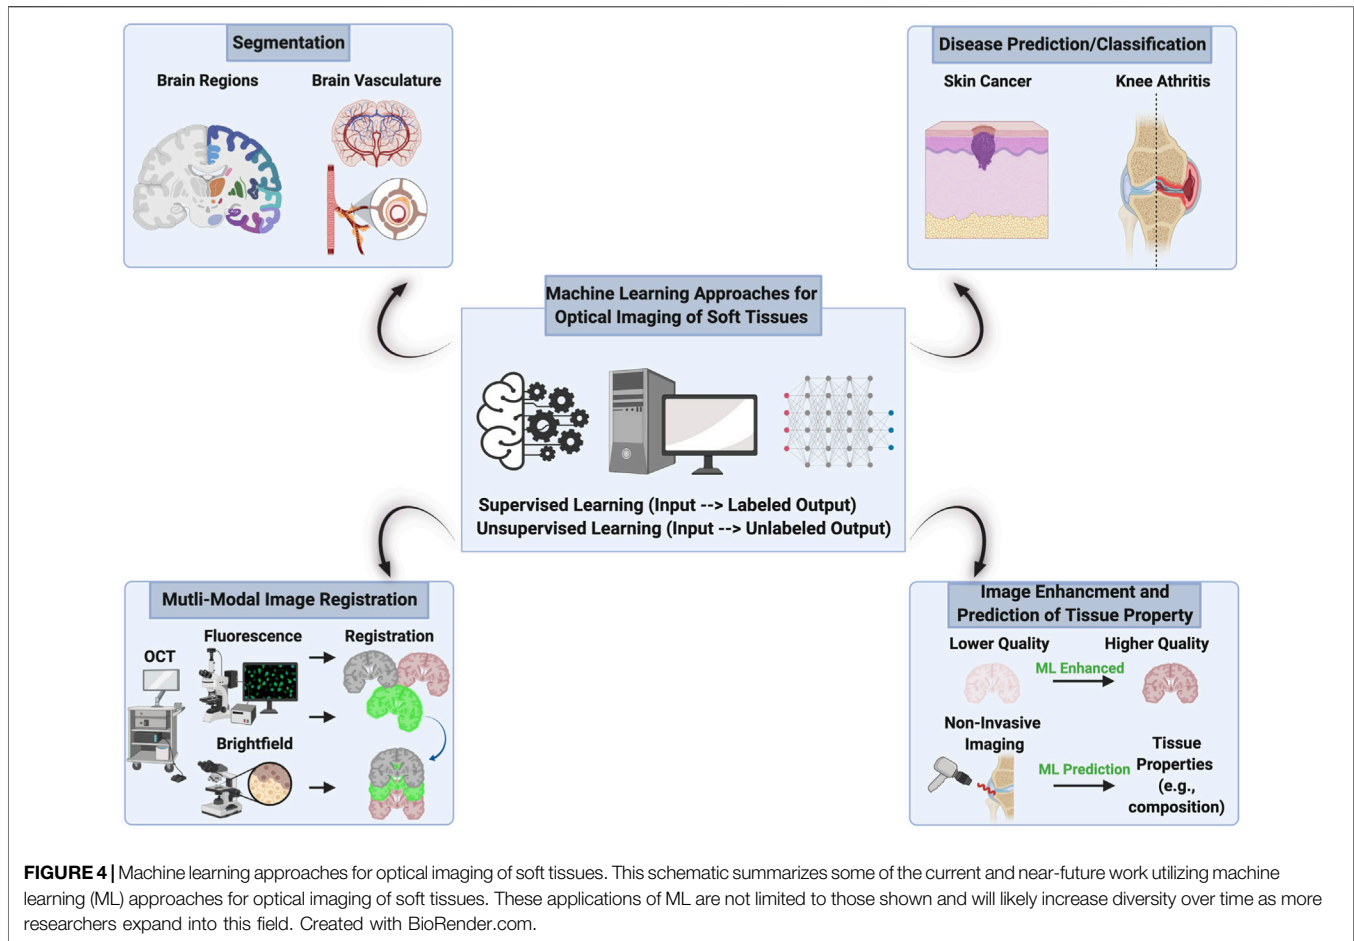 Segmentation
Brain Regions
Brain Vasculature
Disease Prediction/Classification
Skin Cancer
Knee Athritis
Machine Learning Approaches for
Optical Imaging of Soft Tissues
Supervised Learning (Input --> Labeled Output)
Unsupervised Learning (Input --> Unlabeled Output)
Mutli-Modal Image Registration
OCT
Fluorescence
Registration
Brightfield
Image Enhancment and
Prediction of Tissue Property
Lower Quality
Higher Quality
ML Enhanced
Non-Invasive
Imaging
ML Prediction
Tissue
Properties
(e.g.,
composition)
FIGURE 4 | Machine learning approaches for optical imaging of soft tissues. This schematic summarizes some of the current and near-future work utilizing machine
learning (ML) approaches for optical imaging of soft tissues. These applications of ML are not limited to those shown and will likely increase diversity over time as more
researchers expand into this field. Created with BioRender.com.